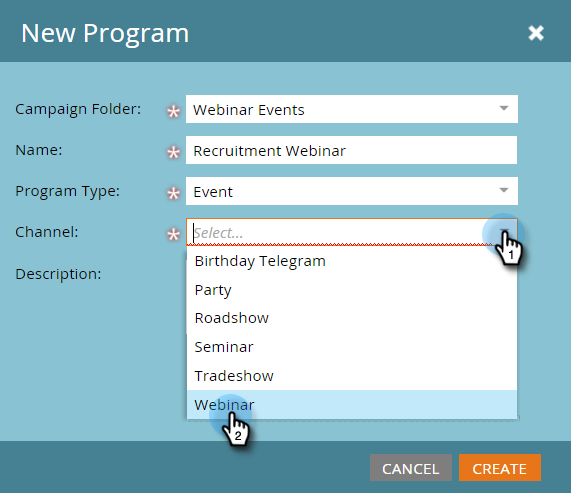 New Program
Campaign Folder: * Webinar Events
Name: * Recruitment Webinar
Program Type: * Event
Channel: * Select...
1
Description:
Birthday Telegram
Party
Roadshow
Seminar
Tradeshow
Webinar
2
CANCEL CREATE